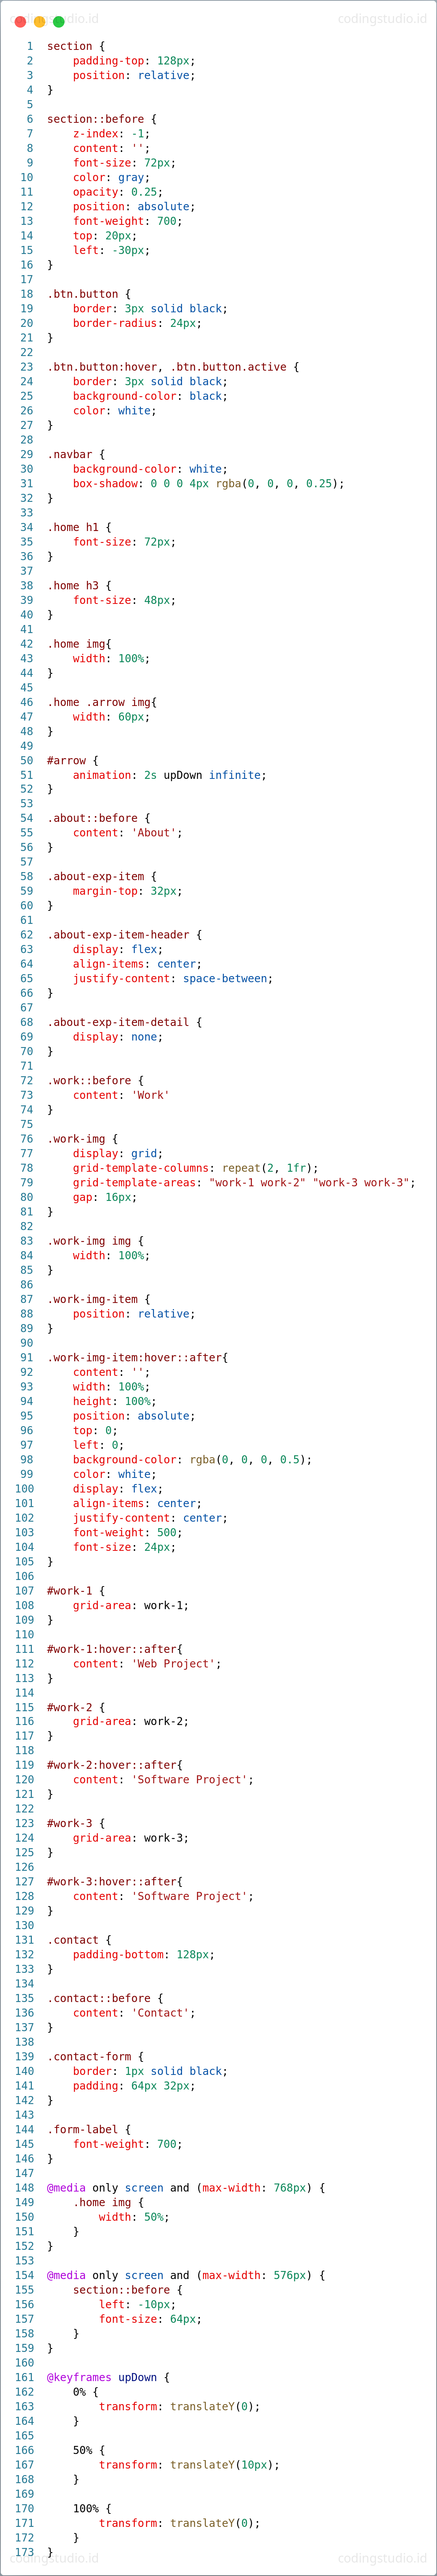 codingstudio.id codingstudio.id
1 section {
2     padding-top: 128px;
3     position: relative;
4 }
5
6 section::before {
7     z-index: -1;
8     content: '';
9     font-size: 72px;
10     color: gray;
11     opacity: 0.25;
12     position: absolute;
13     font-weight: 700;
14     top: 20px;
15     left: -30px;
16 }
17
18 .btn.button {
19     border: 3px solid black;
20     border-radius: 24px;
21 }
22
23 .btn.button:hover, .btn.button.active {
24     border: 3px solid black;
25     background-color: black;
26     color: white;
27 }
28
29 .navbar {
30     background-color: white;
31     box-shadow: 0 0 0 4px rgba(0, 0, 0, 0.25);
32 }
33
34 .home h1 {
35     font-size: 72px;
36 }
37
38 .home h3 {
39     font-size: 48px;
40 }
41
42 .home img{
43     width: 100%;
44 }
45
46 .home .arrow img{
47     width: 60px;
48 }
49
50 #arrow {
51     animation: 2s upDown infinite;
52 }
53
54 .about::before {
55     content: 'About';
56 }
57
58 .about-exp-item {
59     margin-top: 32px;
60 }
61
62 .about-exp-item-header {
63     display: flex;
64     align-items: center;
65     justify-content: space-between;
66 }
67
68 .about-exp-item-detail {
69     display: none;
70 }
71
72 .work::before {
73     content: 'Work'
74 }
75
76 .work-img {
77     display: grid;
78     grid-template-columns: repeat(2, 1fr);
79     grid-template-areas: "work-1 work-2" "work-3 work-3";
80     gap: 16px;
81 }
82
83 .work-img img {
84     width: 100%;
85 }
86
87 .work-img-item {
88     position: relative;
89 }
90
91 .work-img-item:hover::after{
92     content: '';
93     width: 100%;
94     height: 100%;
95     position: absolute;
96     top: 0;
97     left: 0;
98     background-color: rgba(0, 0, 0, 0.5);
99     color: white;
100     display: flex;
101     align-items: center;
102     justify-content: center;
103     font-weight: 500;
104     font-size: 24px;
105 }
106
107 #work-1 {
108     grid-area: work-1;
109 }
110
111 #work-1:hover::after{
112     content: 'Web Project';
113 }
114
115 #work-2 {
116     grid-area: work-2;
117 }
118
119 #work-2:hover::after{
120     content: 'Software Project';
121 }
122
123 #work-3 {
124     grid-area: work-3;
125 }
126
127 #work-3:hover::after{
128     content: 'Software Project';
129 }
130
131 .contact {
132     padding-bottom: 128px;
133 }
134
135 .contact::before {
136     content: 'Contact';
137 }
138
139 .contact-form {
140     border: 1px solid black;
141     padding: 64px 32px;
142 }
143
144 .form-label {
145     font-weight: 700;
146 }
147
148 @media only screen and (max-width: 768px) {
149     .home img {
150         width: 50%;
151     }
152 }
153
154 @media only screen and (max-width: 576px) {
155     section::before {
156         left: -10px;
157         font-size: 64px;
158     }
159 }
160
161 @keyframes upDown {
162     0% {
163         transform: translateY(0);
164     }
165
166     50% {
167         transform: translateY(10px);
168     }
169
170     100% {
171         transform: translateY(0);
172     }
173 }
codingstudio.id codingstudio.id